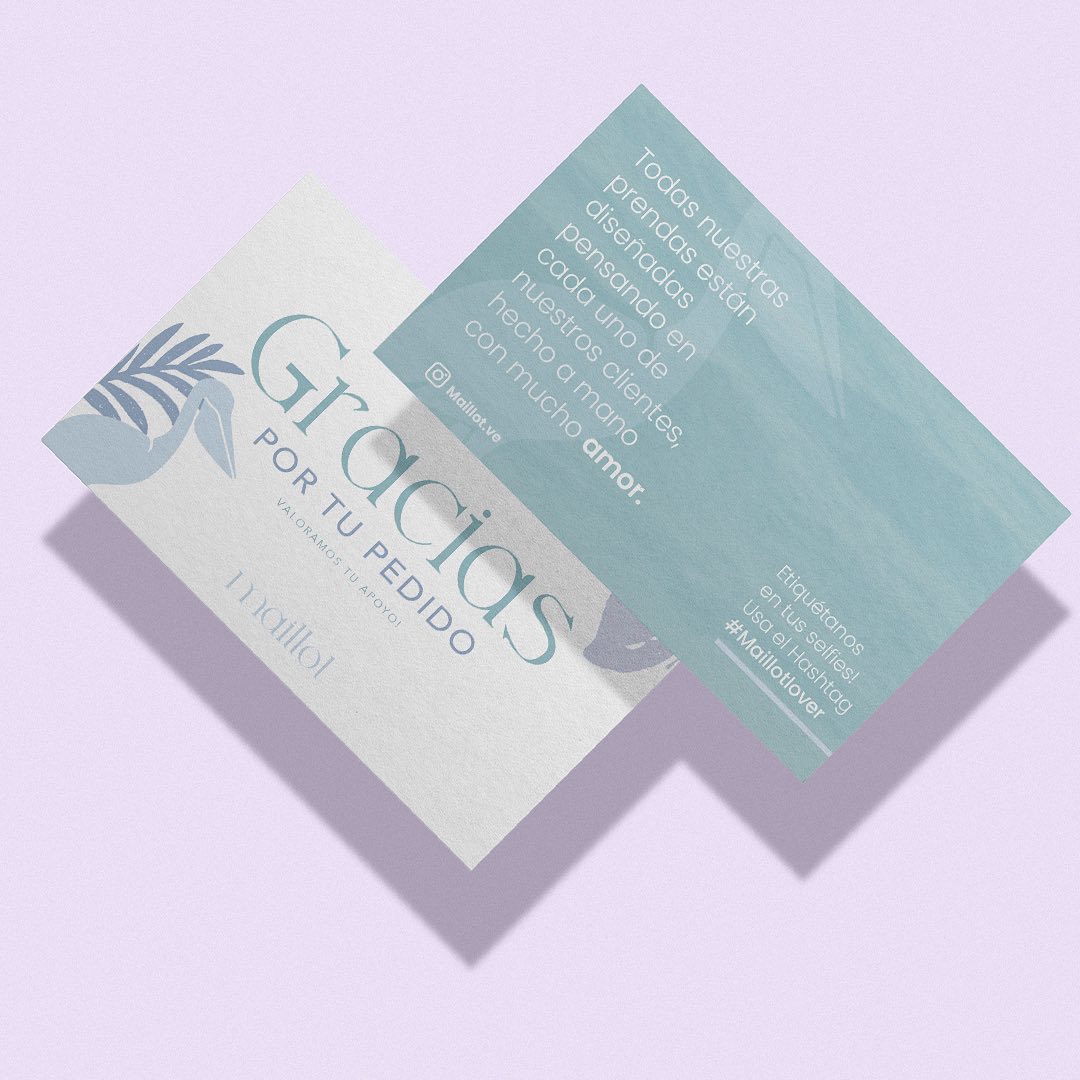 Gracias
POR TU PEDIDO
VALORAMOS TU APOYO!
maillot
Todas nuestras
prendas están
diseñadas
pensando en
cada uno de
nuestros clientes,
hecho a mano
con mucho amor.
Maillot.ve
Etiquétanos
en tus selfies!
Usa el Hashtag
#Maillotlover